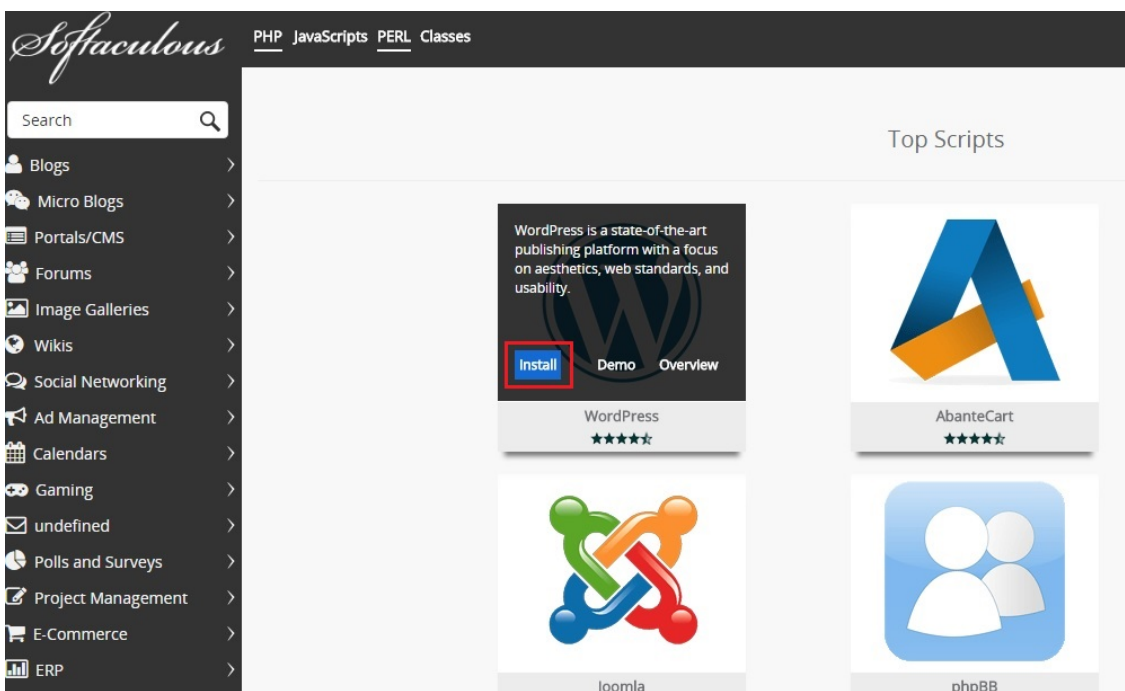 Softaculous
PHP JavaScripts PERL Classes
Search
Blogs
Micro Blogs
Portals/CMS
Forums
Image Galleries
Wikis
Social Networking
Ad Management
Calendars
Gaming
undefined
Polls and Surveys
Project Management
E-Commerce
ERP
Top Scripts
WordPress is a state-of-the-art
publishing platform with a focus
on aesthetics, web standards, and
usability.
Install Demo Overview
WordPress
AbanteCart
Joomla
phpBB